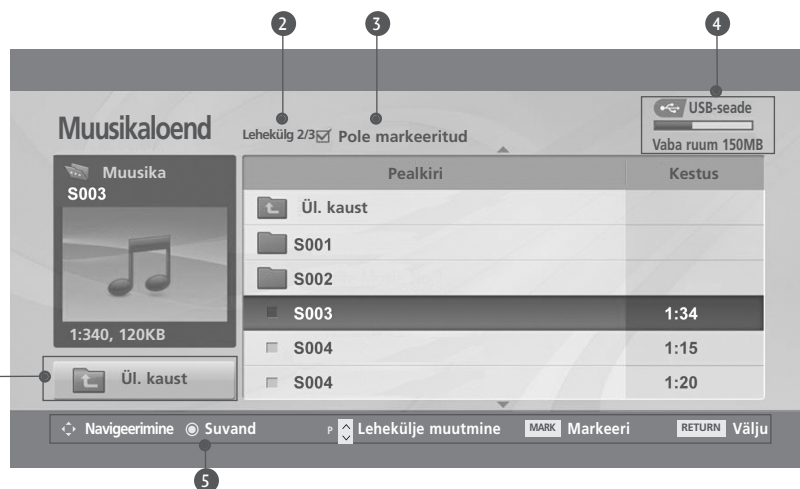 2 3 4
USB-seade
Muusikaloend Lehekülg 2/3 Pole markeeritud
Vaba ruum 150MB
Muusika
S003
Pealkiri Kestus
Ül. kaust
S001
S002
S003 1:34
1:340, 120KB
S004 1:15
Ül. kaust
S004 1:20
Navigeerimine Suvand P Lehekülje muutmine MARK Markeeri RETURN Välju
5